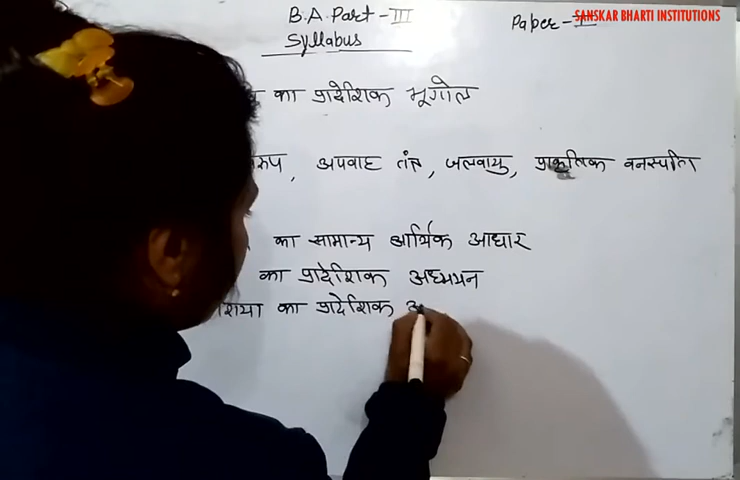 B.A. Part - III
Paper - I
SANSKAR BHARTI INSTITUTIONS
Syllabus
का प्रादेशिक भूगोल
अपवाह तंत्र, जलवायु, प्राकृतिक वनस्पति
का सामान्य आर्थिक आधार
का प्रादेशिक अध्ययन
का प्रादेशिक